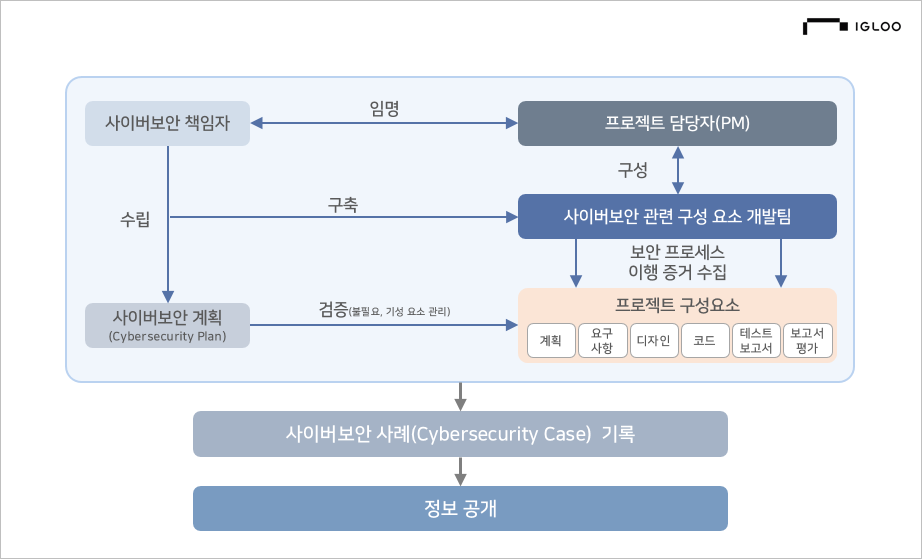 IGLOO
사이버보안 책임자
임명
프로젝트 담당자(PM)
구성
수립
구축
사이버보안 관련 구성 요소 개발팀
보안 프로세스
이행 증거 수집
사이버보안 계획
(Cybersecurity Plan)
검증(불필요, 기성 요소 관리)
프로젝트 구성요소
계획
요구
사항
디자인
코드
테스트
보고서
보고서
평가
사이버보안 사례(Cybersecurity Case) 기록
정보 공개